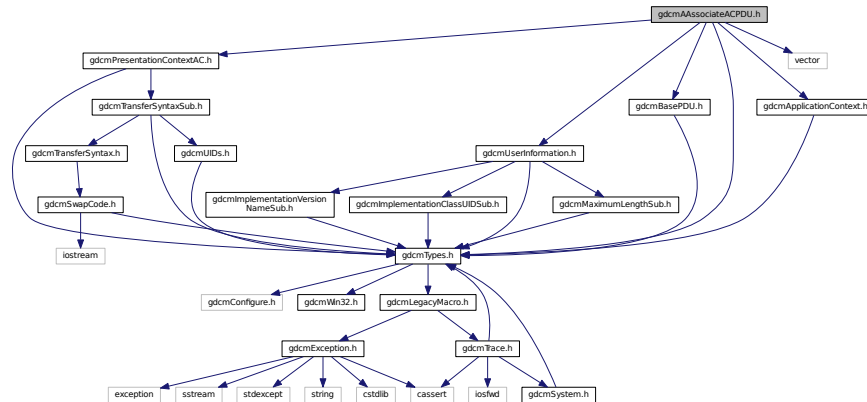 gdcmAAssociateACPDU.h
gdcmPresentationContextAC.h
vector
gdcmTransferSyntaxSub.h
gdcmBasePDU.h
gdcmApplicationContext.h
gdcmTransferSyntax.h
gdcmUIDs.h
gdcmUserInformation.h
gdcmSwapCode.h
gdcmImplementationVersion
NameSub.h
gdcmImplementationClassUIDSub.h
gdcmMaximumLengthSub.h
iostream
gdcmTypes.h
gdcmConfigure.h
gdcmWin32.h
gdcmLegacyMacro.h
gdcmException.h
gdcmTrace.h
exception
sstream
stdexcept
string
cstdlib
cassert
iosfwd
gdcmSystem.h